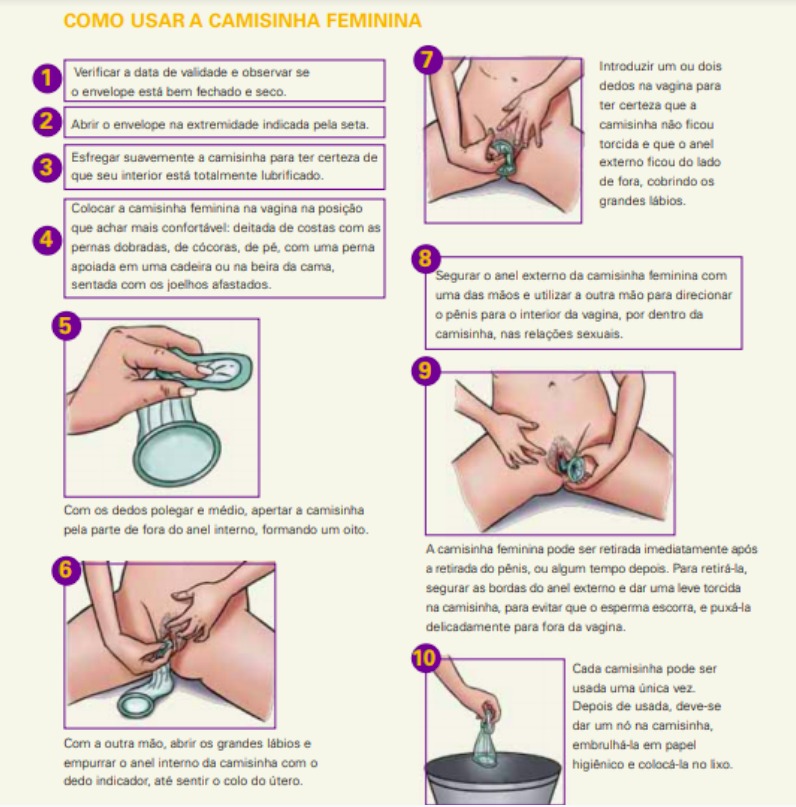 COMO USAR A CAMISINHA FEMININA
1
Verificar a data de validade e observar se
o envelope está bem fechado e seco.
2
Abrir o envelope na extremidade indicada pela seta.
3
Esfregar suavemente a camisinha para ter certeza de
que seu interior está totalmente lubrificado.
4
Colocar a camisinha feminina na vagina na posição
que achar mais confortável: deitada de costas com as
pernas dobradas, de cócoras, de pé, com uma perna
apoiada em uma cadeira ou na beira da cama,
sentada com os joelhos afastados.
5
Com os dedos polegar e médio, apertar a camisinha
pela parte de fora do anel interno, formando um oito.
6
Com a outra mão, abrir os grandes lábios e
empurrar o anel interno da camisinha com o
dedo indicador, até sentir o colo do útero.
7
Introduzir um ou dois
dedos na vagina para
ter certeza que a
camisinha não ficou
torcida e que o anel
externo ficou do lado
de fora, cobrindo os
grandes lábios.
8
Segurar o anel externo da camisinha feminina com
uma das mãos e utilizar a outra mão para direcionar
o pênis para o interior da vagina, por dentro da
camisinha, nas relações sexuais.
9
A camisinha feminina pode ser retirada imediatamente após
a retirada do pênis, ou algum tempo depois. Para retirá-la,
segurar as bordas do anel externo e dar uma leve torcida
na camisinha, para evitar que o esperma escorra, e puxá-la
delicadamente para fora da vagina.
10
Cada camisinha pode ser
usada uma única vez.
Depois de usada, deve-se
dar um nó na camisinha,
embrulhá-la em papel
higiênico e colocá-la no lixo.